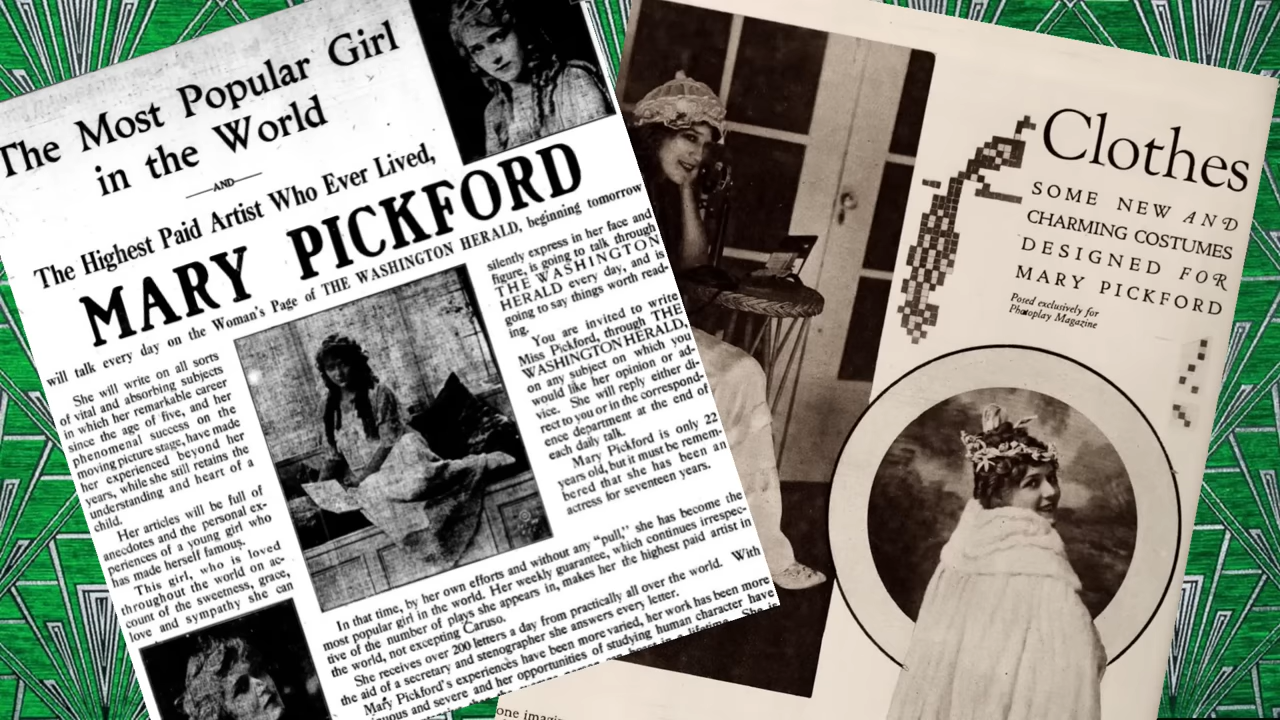 The Most Popular Girl
in the World
AND
The Highest Paid Artist Who Ever Lived,
MARY PICKFORD
will talk every day on the Woman's Page of THE WASHINGTON HERALD, beginning tomorrow
She will write on all sorts
of vital and absorbing subjects
in which her remarkable career
since the age of five, and her
phenomenal success on the
moving picture stage, have made
her experienced beyond her
years, while she still retains the
understanding and heart of a
child.
Her articles will be full of
anecdotes and the personal ex-
periences of a young girl who
has made herself famous.
This girl, who is loved
throughout the world on ac-
count of the sweetness, grace,
love and sympathy she can
silently express in her face and
figure, is going to talk through
THE WASHINGTON
HERALD every day, and is
going to say things worth read-
ing.
You are invited to write
Miss Pickford, through THE
WASHINGTON HERALD,
on any subject on which you
would like her opinion or ad-
vice. She will reply either di-
rect to you or in the correspond-
ence department at the end of
each daily talk.
Mary Pickford is only 22
years old, but it must be remem-
bered that she has been an
actress for seventeen years.
In that time, by her own efforts and without any "pull," she has become the
most popular girl in the world. Her weekly guarantee, which continues irrespec-
tive of the number of plays she appears in, makes her the highest paid artist in
the world, not excepting Caruso.
She receives over 200 letters a day from practically all over the world. With
the aid of a secretary and stenographer she answers every letter.
Mary Pickford's experiences have been more varied, her work has been more
and severe and her opportunities of studying human character have
in a lifetime. She is
Clothes
SOME NEW AND
CHARMING COSTUMES
DESIGNED FOR
MARY PICKFORD
Posed exclusively for
Photoplay Magazine
one